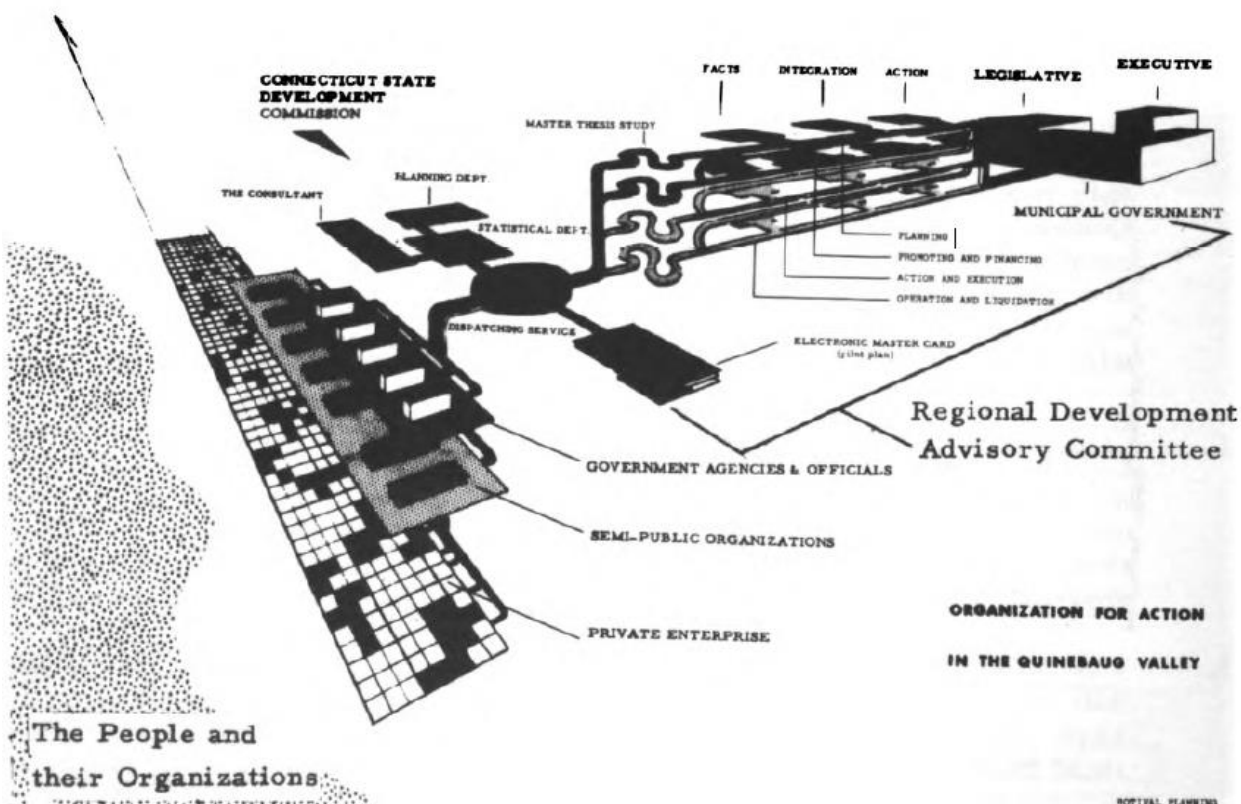 CONNECTICUT STATE
DEVELOPMENT
COMMISSION
FACTS
INTEGRATION
ACTION
LEGISLATIVE
EXECUTIVE
MASTER THESIS STUDY
PLANNING DEPT.
THE CONSULTANT
STATISTICAL DEPT.
MUNICIPAL GOVERNMENT
PLANNING
PROMOTING AND FINANCING
ACTION AND EXECUTION
OPERATION AND LIQUIDATION
DISPATCHING SERVICE
ELECTRONIC MASTER CARD
(pilot plan)
Regional Development
Advisory Committee
GOVERNMENT AGENCIES & OFFICIALS
SEMI-PUBLIC ORGANIZATIONS
PRIVATE ENTERPRISE
ORGANIZATION FOR ACTION
IN THE QUINEBAUG VALLEY
The People and
their Organizations
PLANNING